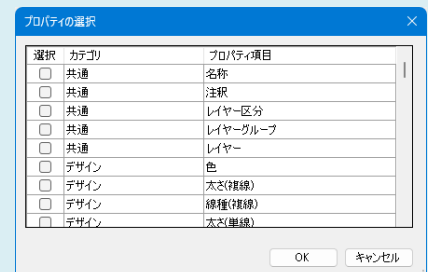 プロパティの選択
選択 カテゴリ プロパティ項目
共通 名称
共通 注釈
共通 レイヤー区分
共通 レイヤーグループ
共通 レイヤー
デザイン 色
デザイン 太さ(複線)
デザイン 線種(複線)
デザイン 太さ(単線)
OK キャンセル